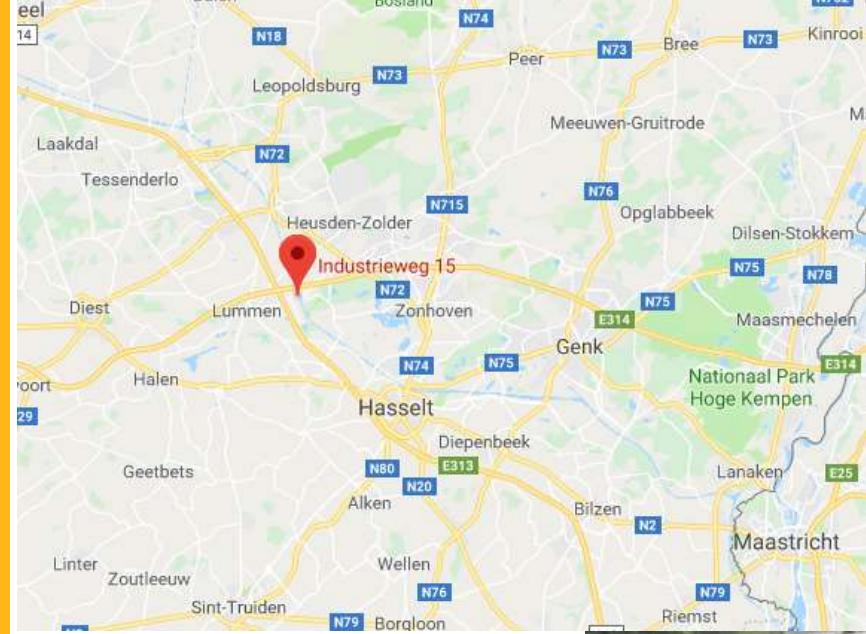 eel
Bosland
14
N18
N74
N73
Bree
N73
Kinrooi
Peer
Leopoldsburg
N73
Meeuwen-Gruitrode
Laakdal
N72
Tessenderlo
N76
N715
Opglabbeek
Heusden-Zolder
Dilsen-Stokkem
Industrieweg 15
N75
N78
N72
N75
Diest
Lummen
Zonhoven
E314
Maasmechelen
Genk
N74
N75
E314
Nationaal Park
Hoge Kempen
oort
Halen
Hasselt
29
Diepenbeek
N80
E313
Geetbets
N20
Lanaken
E25
Alken
Bilzen
N2
Maastricht
Linter
Zoutleeuw
Wellen
N76
N79
Sint-Truiden
N79
Borgloon
Riemst